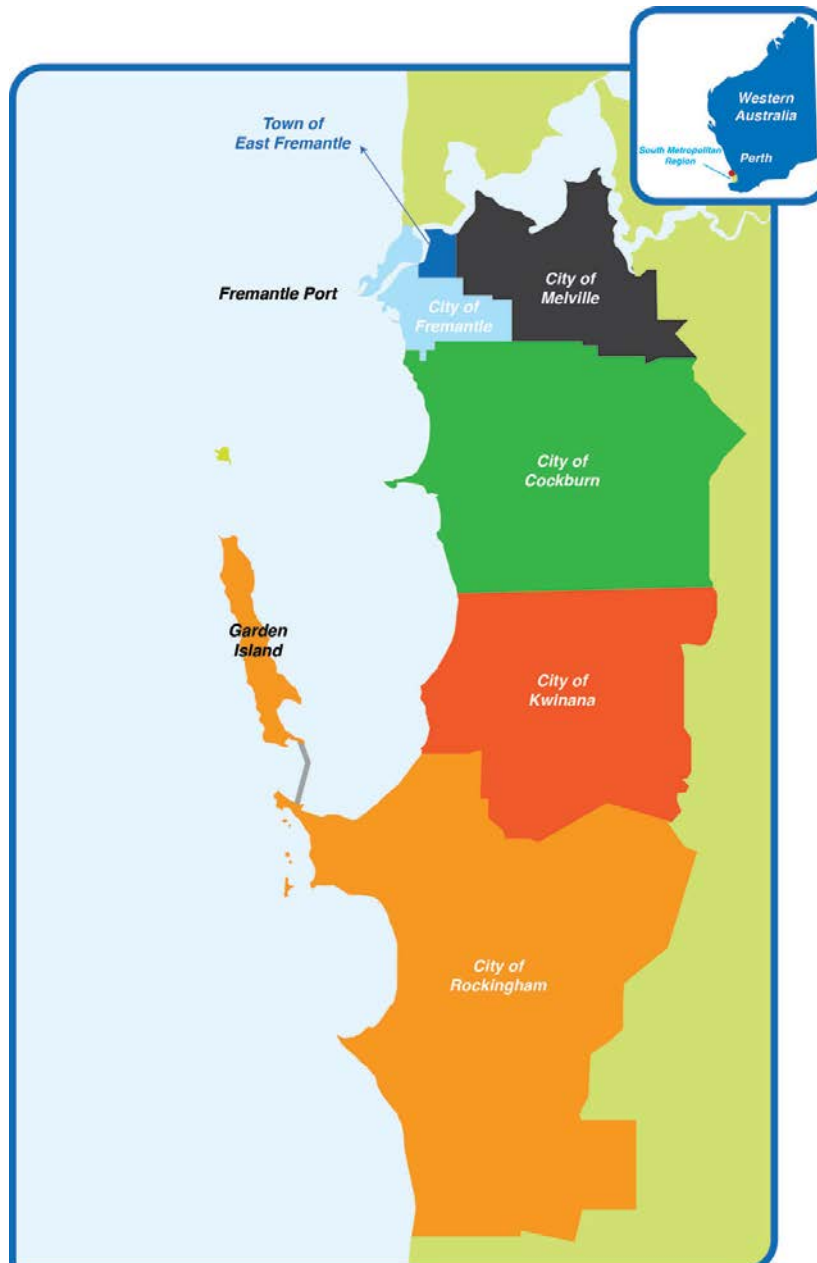 Western
Australia
South Metropolitan
Region
Perth
Town of
East Fremantle
City of
Melville
Fremantle Port
City of
Fremantle
City of
Cockburn
Garden
Island
City of
Kwinana
City of
Rockingham